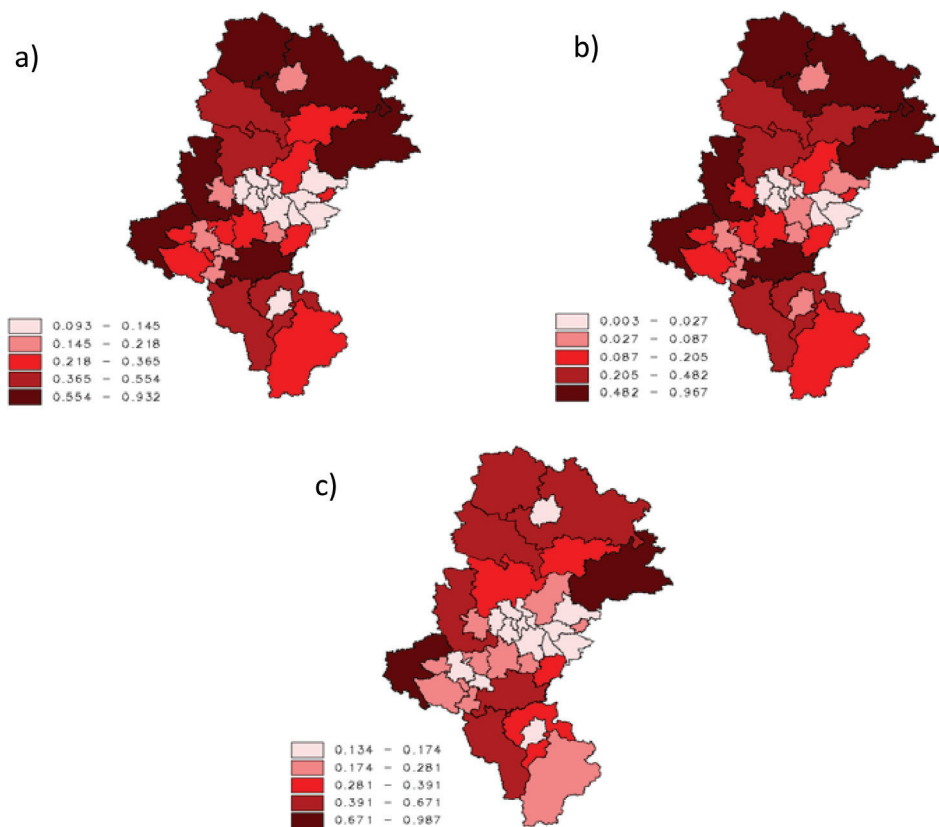 a)
0.093 – 0.145
0.145 – 0.218
0.218 – 0.365
0.365 – 0.554
0.554 – 0.932
b)
0.003 – 0.027
0.027 – 0.087
0.087 – 0.205
0.205 – 0.482
0.482 – 0.967
c)
0.134 – 0.174
0.174 – 0.281
0.281 – 0.391
0.391 – 0.671
0.671 – 0.987